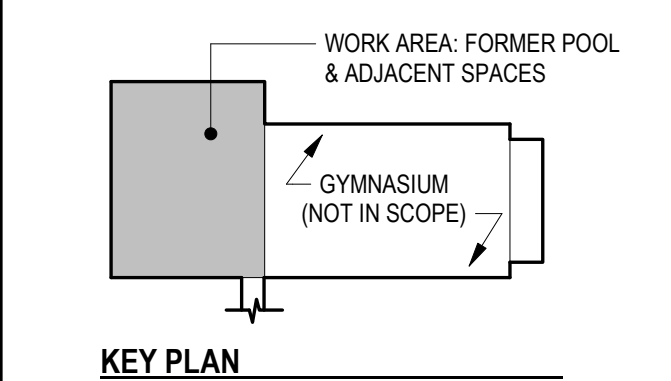 WORK AREA: FORMER POOL
& ADJACENT SPACES
GYMNASIUM
(NOT IN SCOPE)
KEY PLAN